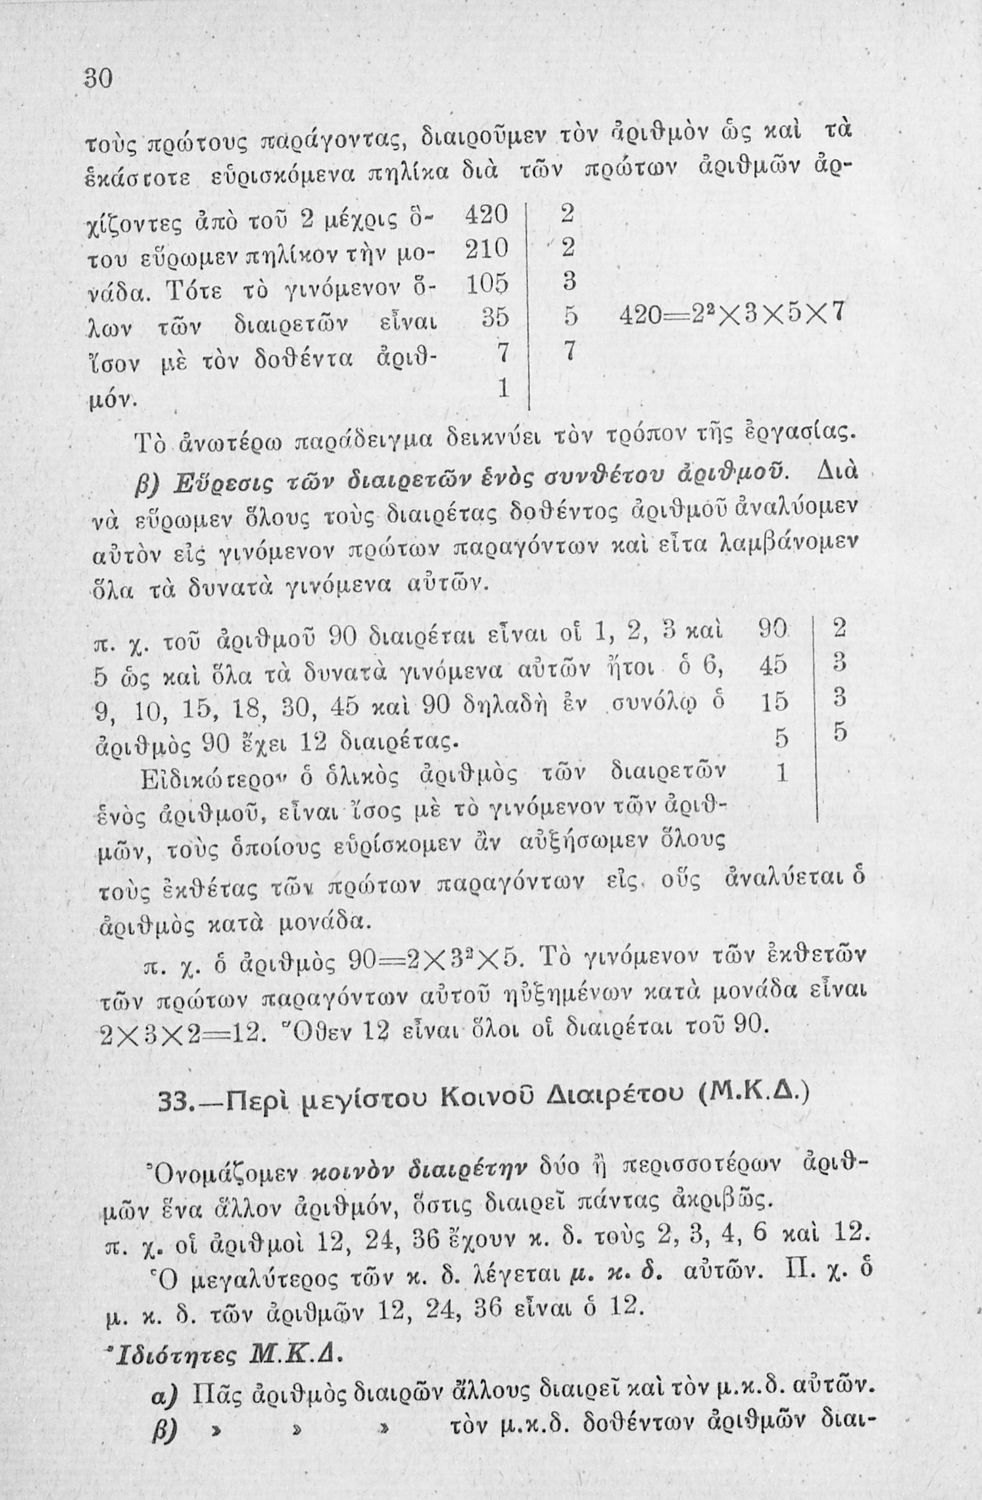 30
τοὺς πρώτους παράγοντας, διαιροῦμεν τὸν ἀριθμὸν ὡς καὶ τὰ
ἑκάστοτε εὑρισκόμενα πηλίκα διὰ τῶν πρώτων ἀριθμῶν ἀρ-
χίζοντες ἀπὸ τοῦ 2 μέχρις ὅ- 420 2
του εὕρωμεν πηλίκον τὴν μο- 210 2
νάδα. Τότε τὸ γινόμενον ὅ- 105 3
λων τῶν διαιρετῶν εἶναι 35 5 420=2²×3×5×7
ἴσον μὲ τὸν δοθέντα ἀριθ- 7 7
μόν. 1
Τὸ ἀνωτέρω παράδειγμα δεικνύει τὸν τρόπον τῆς ἐργασίας.
β) Εὕρεσις τῶν διαιρετῶν ἑνὸς συνθέτου ἀριθμοῦ. Διὰ
νὰ εὕρωμεν ὅλους τοὺς διαιρέτας δοθέντος ἀριθμοῦ ἀναλύομεν
αὐτὸν εἰς γινόμενον πρώτων παραγόντων καὶ εἶτα λαμβάνομεν
ὅλα τὰ δυνατὰ γινόμενα αὐτῶν.
π. χ. τοῦ ἀριθμοῦ 90 διαιρέται εἶναι οἱ 1, 2, 3 καὶ 90 2
5 ὡς καὶ ὅλα τὰ δυνατὰ γινόμενα αὐτῶν ἤτοι ὁ 6, 45 3
9, 10, 15, 18, 30, 45 καὶ 90 δηλαδὴ ἐν συνόλῳ ὁ 15 3
ἀριθμὸς 90 ἔχει 12 διαιρέτας. 5 5
Εἰδικώτερον ὁ ὁλικὸς ἀριθμὸς τῶν διαιρετῶν 1
ἑνὸς ἀριθμοῦ, εἶναι ἴσος μὲ τὸ γινόμενον τῶν ἀριθ-
μῶν, τοὺς ὁποίους εὑρίσκομεν ἂν αὐξήσωμεν ὅλους
τοὺς ἐκθέτας τῶν πρώτων παραγόντων εἰς οὓς ἀναλύεται ὁ
ἀριθμὸς κατὰ μονάδα.
π. χ. ὁ ἀριθμὸς 90=2×3²×5. Τὸ γινόμενον τῶν ἐκθετῶν
τῶν πρώτων παραγόντων αὐτοῦ ηὐξημένων κατὰ μονάδα εἶναι
2×3×2=12. Ὅθεν 12 εἶναι ὅλοι οἱ διαιρέται τοῦ 90.
33.—Περὶ μεγίστου Κοινοῦ Διαιρέτου (Μ.Κ.Δ.)
Ὀνομάζομεν κοινὸν διαιρέτην δύο ἢ περισσοτέρων ἀριθ-
μῶν ἕνα ἄλλον ἀριθμόν, ὅστις διαιρεῖ πάντας ἀκριβῶς.
π. χ. οἱ ἀριθμοὶ 12, 24, 36 ἔχουν κ. δ. τοὺς 2, 3, 4, 6 καὶ 12.
Ὁ μεγαλύτερος τῶν κ. δ. λέγεται μ. κ. δ. αὐτῶν. Π. χ. ὁ
μ. κ. δ. τῶν ἀριθμῶν 12, 24, 36 εἶναι ὁ 12.
Ἰδιότητες Μ.Κ.Δ.
α) Πᾶς ἀριθμὸς διαιρῶν ἄλλους διαιρεῖ καὶ τὸν μ.κ.δ. αὐτῶν.
β) » » » τὸν μ.κ.δ. δοθέντων ἀριθμῶν διαι-